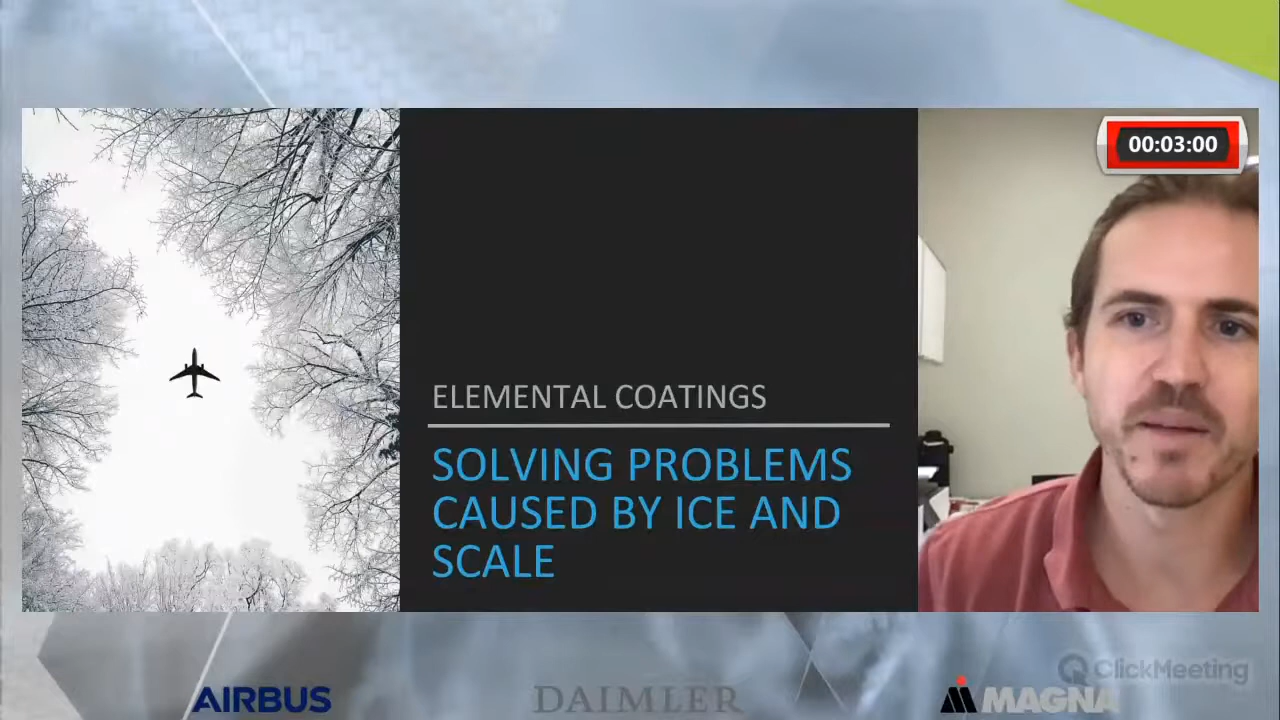 00:03:00
ELEMENTAL COATINGS
SOLVING PROBLEMS
CAUSED BY ICE AND
SCALE
ClickMeeting
AIRBUS
DAIMLER
MAGNA